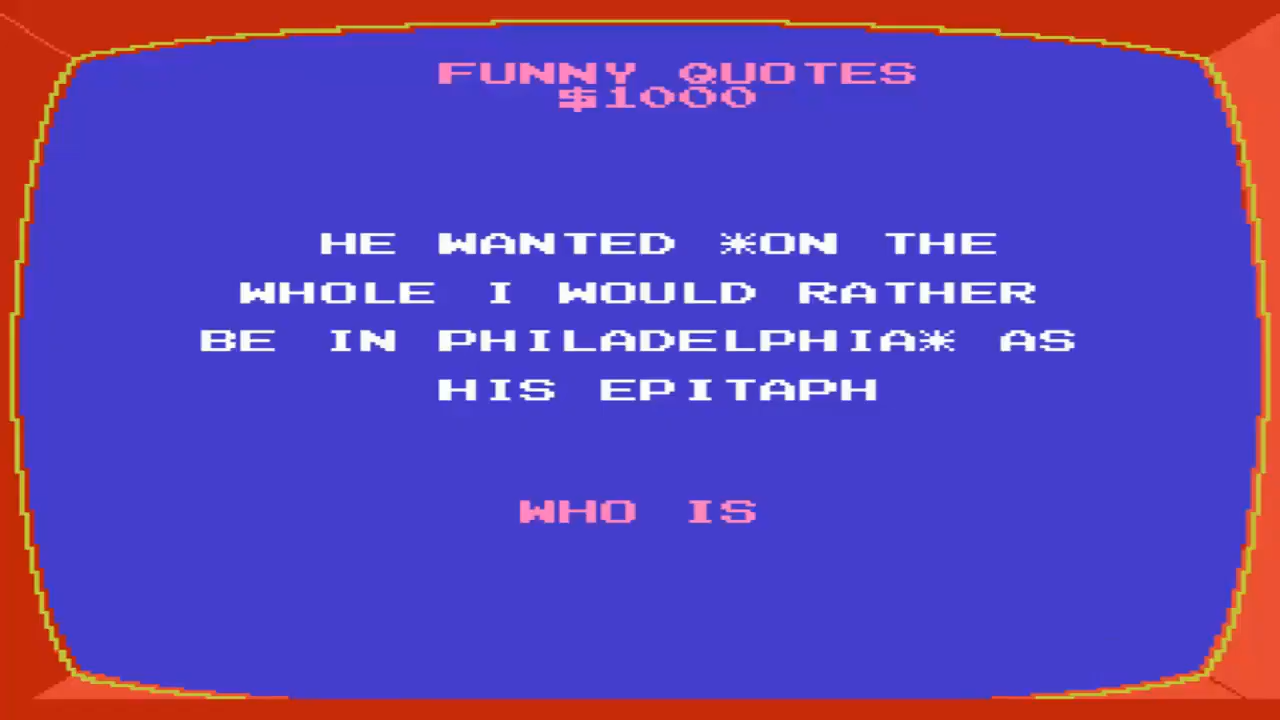 FUNNY QUOTES
$1000
HE WANTED *ON THE
WHOLE I WOULD RATHER
BE IN PHILADELPHIA* AS
HIS EPITAPH
WHO IS